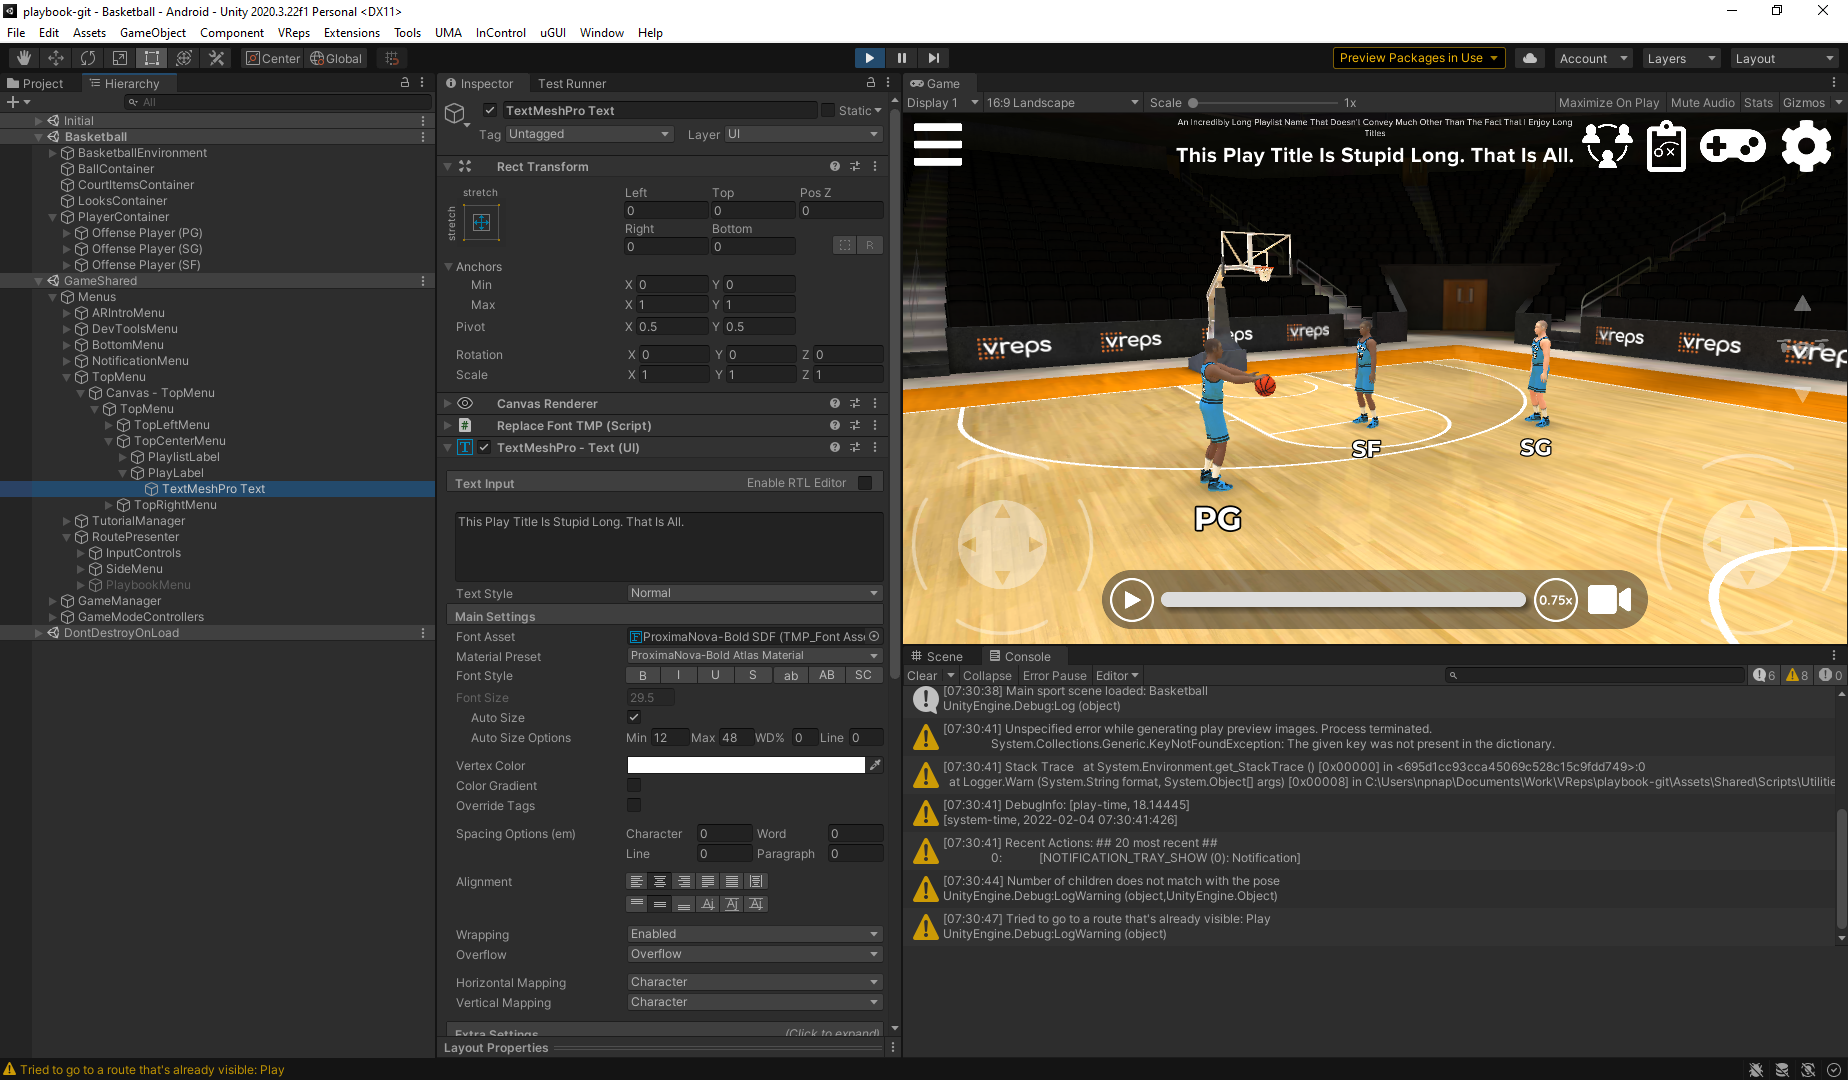 playbook-git - Basketball - Android - Unity 2020.3.22f1 Personal <DX11>
File Edit Assets GameObject Component VReps Extensions Tools UMA InControl uGUI Window Help
Center Global
Preview Packages in Use
Account
Layers
Layout
Project Hierarchy
All
Initial
Basketball
BasketballEnvironment
BallContainer
CourtItemsContainer
LooksContainer
PlayerContainer
Offense Player (PG)
Offense Player (SG)
Offense Player (SF)
GameShared
Menus
ARIntroMenu
DevToolsMenu
BottomMenu
NotificationMenu
TopMenu
Canvas - TopMenu
TopMenu
TopLeftMenu
TopCenterMenu
PlaylistLabel
PlayLabel
TextMeshPro Text
TopRightMenu
TutorialManager
RoutePresenter
InputControls
SideMenu
PlaybookMenu
GameManager
GameModeControllers
DontDestroyOnLoad
Inspector Test Runner
TextMeshPro Text Static
Tag Untagged Layer UI
Rect Transform
stretch
stretch
Left Top Pos Z
0 0 0
Right Bottom
0 0 R
Anchors
Min X 0 Y 0
Max X 1 Y 1
Pivot X 0.5 Y 0.5
Rotation X 0 Y 0 Z 0
Scale X 1 Y 1 Z 1
Canvas Renderer
# Replace Font TMP (Script)
T TextMeshPro - Text (UI)
Text Input Enable RTL Editor
This Play Title Is Stupid Long. That Is All.
Text Style Normal
Main Settings
Font Asset F ProximaNova-Bold SDF (TMP_Font Asse
Material Preset ProximaNova-Bold Atlas Material
Font Style B I U S ab AB SC
Font Size 29.5
Auto Size
Auto Size Options Min 12 Max 48 WD% 0 Line 0
Vertex Color
Color Gradient
Override Tags
Spacing Options (em) Character 0 Word 0
Line 0 Paragraph 0
Alignment
Wrapping Enabled
Overflow Overflow
Horizontal Mapping Character
Vertical Mapping Character
Extra Settings (Click to expand)
Layout Properties
Game
Display 1 16:9 Landscape Scale 1x Maximize On Play Mute Audio Stats Gizmos
An Incredibly Long Playlist Name That Doesn't Convey Much Other Than The Fact That I Enjoy Long
Titles
This Play Title Is Stupid Long. That Is All.
vreps vreps vreps vreps vreps vreps vreps
SF
SG
PG
0.75x
Scene Console
Clear Collapse Error Pause Editor 6 8 0
[07:30:38] Main sport scene loaded: Basketball
UnityEngine.Debug:Log (object)
[07:30:41] Unspecified error while generating play preview images. Process terminated.
System.Collections.Generic.KeyNotFoundException: The given key was not present in the dictionary.
[07:30:41] Stack Trace at System.Environment.get_StackTrace () [0x00000] in <695d1cc93cca45069c528c15c9fdd749>:0
at Logger.Warn (System.String format, System.Object[] args) [0x00008] in C:\Users\npnap\Documents\Work\VReps\playbook-git\Assets\Shared\Scripts\Utilitie
[07:30:41] DebugInfo: [play-time, 18.14445]
[system-time, 2022-02-04 07:30:41:426]
[07:30:41] Recent Actions: ## 20 most recent ##
0: [NOTIFICATION_TRAY_SHOW (0): Notification]
[07:30:44] Number of children does not match with the pose
UnityEngine.Debug:LogWarning (object,UnityEngine.Object)
[07:30:47] Tried to go to a route that's already visible: Play
UnityEngine.Debug:LogWarning (object)
Tried to go to a route that's already visible: Play